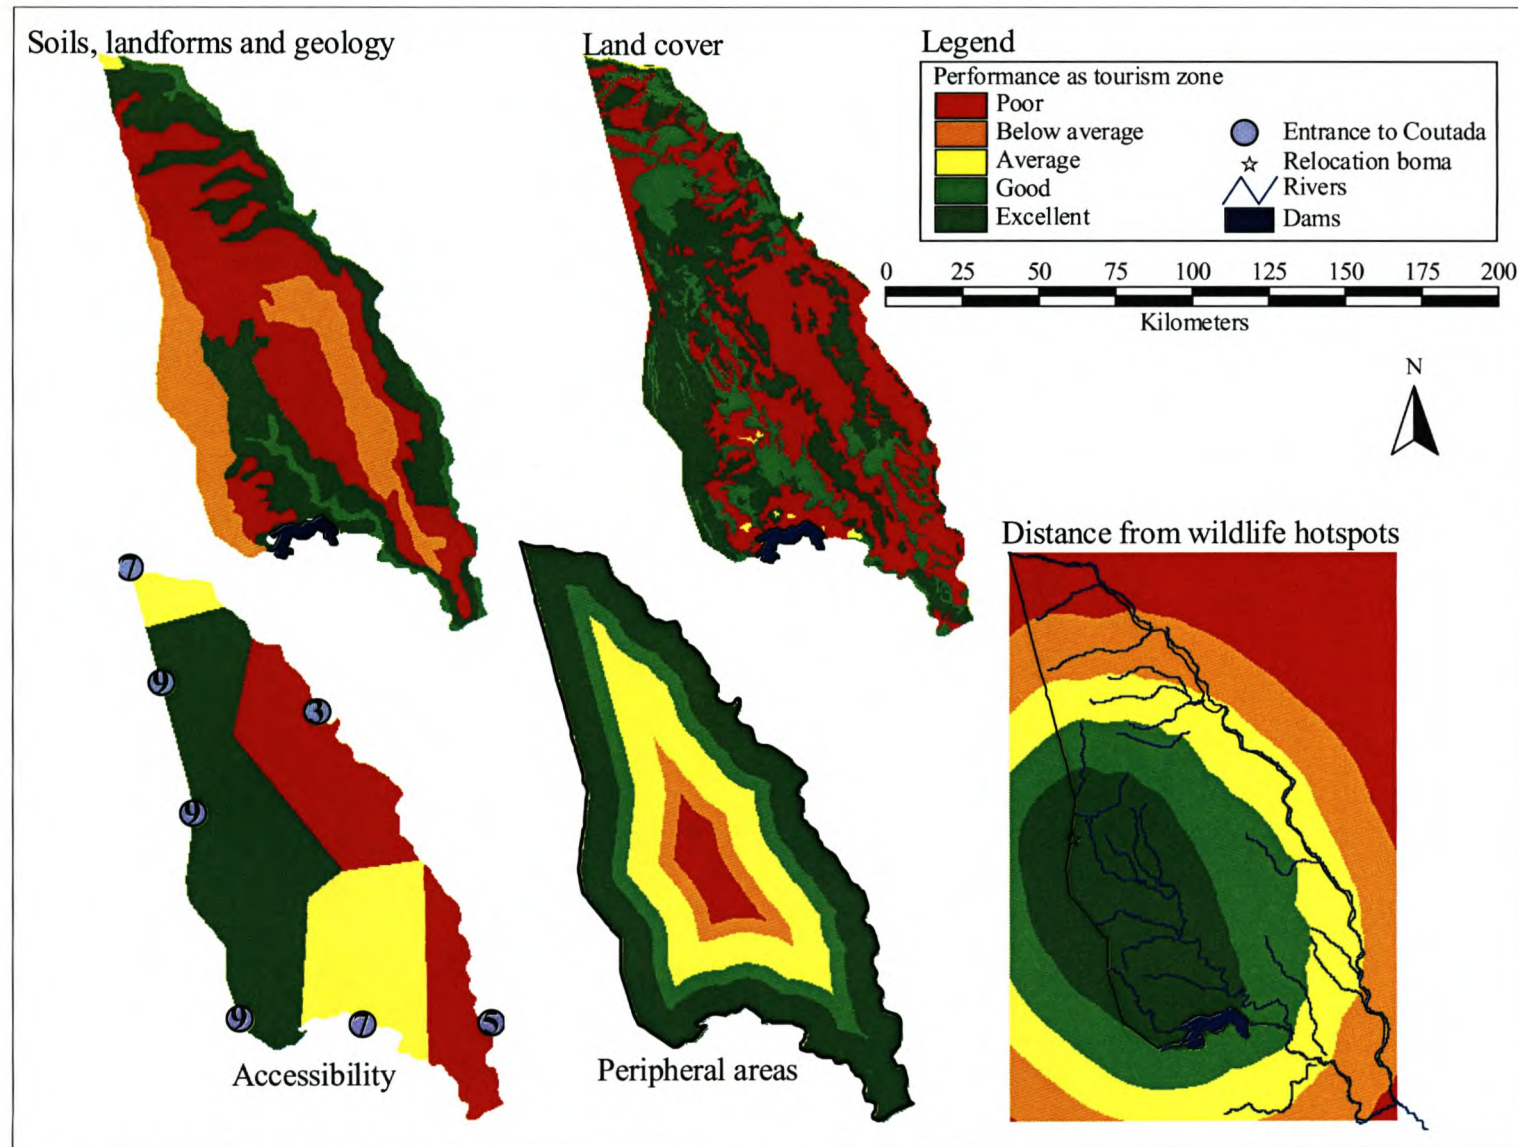 Soils, landforms and geology
Land cover
Legend
Performance as tourism zone
Poor
Below average
Average
Good
Excellent
Entrance to Coutada
Relocation boma
Rivers
Dams
0 25 50 75 100 125 150 175 200
Kilometers
N
Distance from wildlife hotspots
7
9
3
9
9
7
5
Accessibility
Peripheral areas